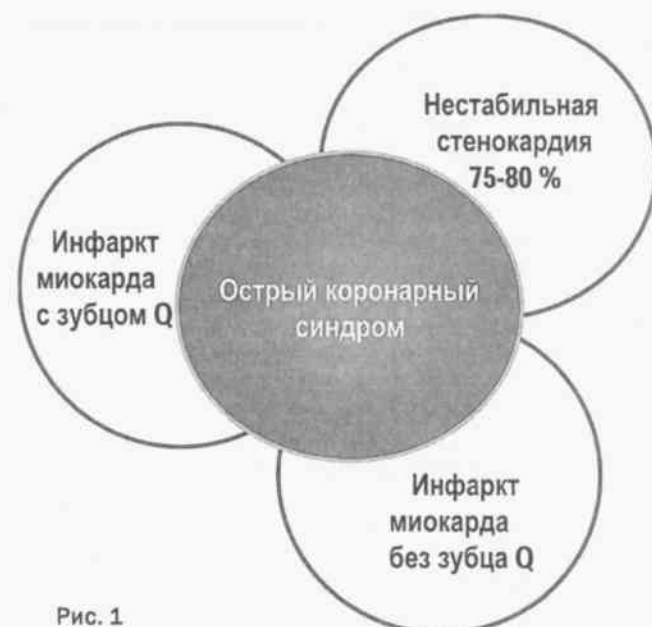 Нестабильная
стенокардия
75-80 %
Инфаркт
миокарда
с зубцом Q
Острый коронарный
синдром
Инфаркт
миокарда
без зубца Q
Рис. 1